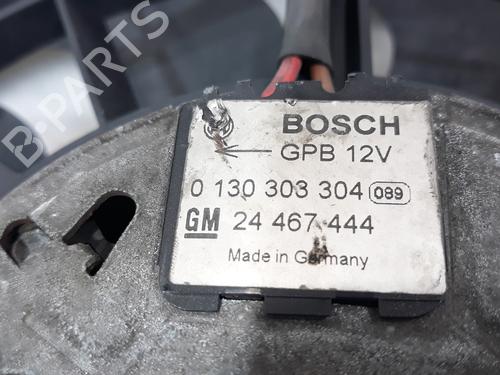 B-PARTS
BOSCH
GPB 12V
0 130 303 304 089
GM 24 467 444
Made in Germany